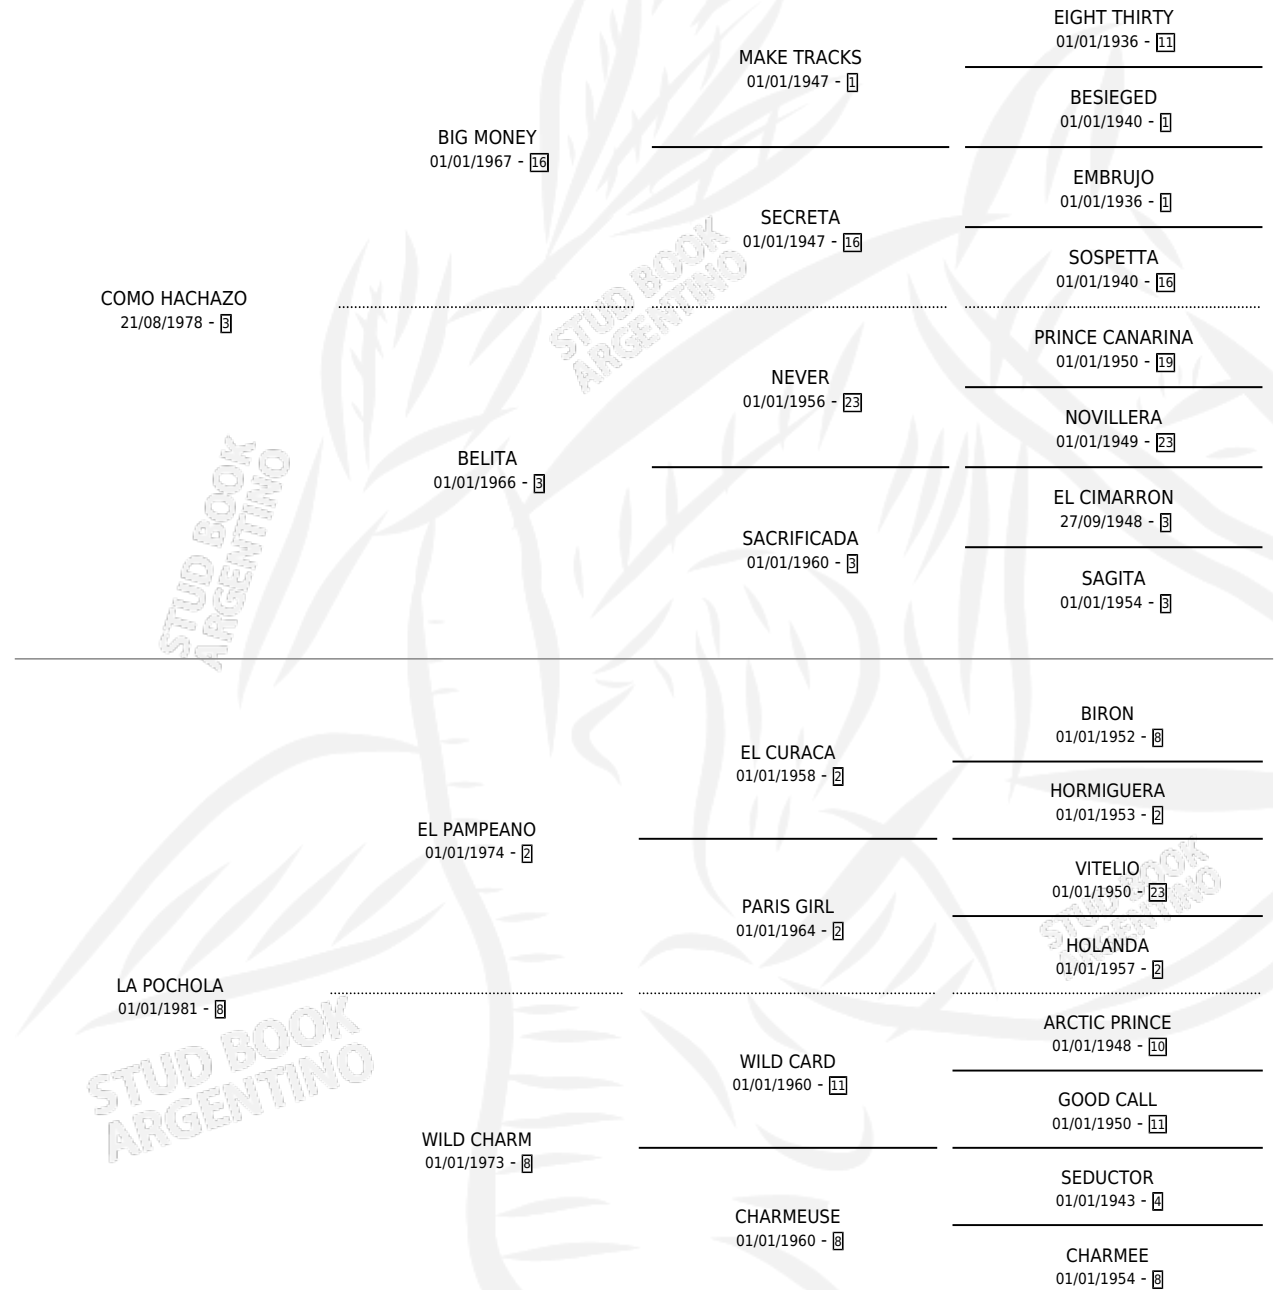 EIGHT THIRTY
01/01/1936 - 11
MAKE TRACKS
01/01/1947 - 1
BESIEGED
01/01/1940 - 1
BIG MONEY
01/01/1967 - 16
EMBRUJO
01/01/1936 - 1
SECRETA
01/01/1947 - 16
SOSPETTA
01/01/1940 - 16
COMO HACHAZO
21/08/1978 - 3
PRINCE CANARINA
01/01/1950 - 19
NEVER
01/01/1956 - 23
NOVILLERA
01/01/1949 - 23
BELITA
01/01/1966 - 3
EL CIMARRON
27/09/1948 - 3
SACRIFICADA
01/01/1960 - 3
SAGITA
01/01/1954 - 3
BIRON
01/01/1952 - 8
EL CURACA
01/01/1958 - 2
HORMIGUERA
01/01/1953 - 2
EL PAMPEANO
01/01/1974 - 2
VITELIO
01/01/1950 - 23
PARIS GIRL
01/01/1964 - 2
HOLANDA
01/01/1957 - 2
LA POCHOLA
01/01/1981 - 8
ARCTIC PRINCE
01/01/1948 - 10
WILD CARD
01/01/1960 - 11
GOOD CALL
01/01/1950 - 11
WILD CHARM
01/01/1973 - 8
SEDUCTOR
01/01/1943 - 4
CHARMEUSE
01/01/1960 - 8
CHARMEE
01/01/1954 - 8
STUD BOOK
ARGENTINO
STUD BOOK
ARGENTINO
STUD BOOK
ARGENTINO
STUD BOOK
ARGENTINO